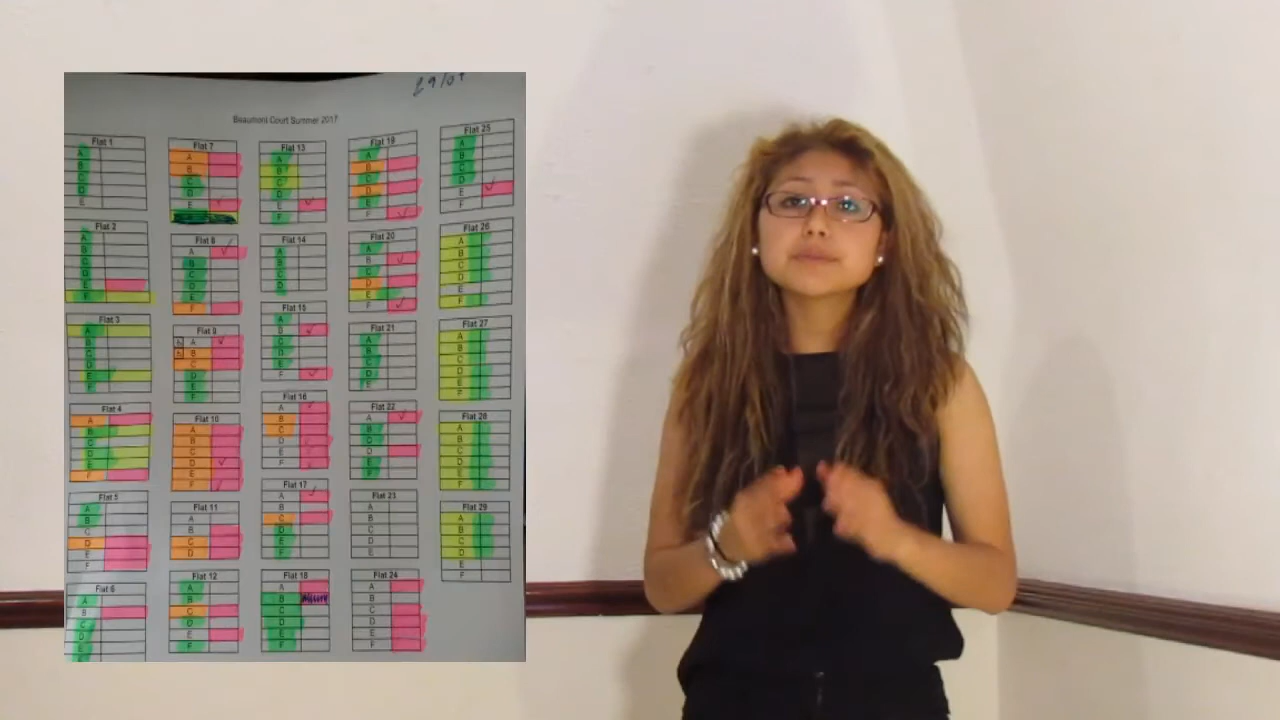 29/07
Beaumont Court Summer 2017
Flat 1
A
B
C
D
E
Flat 2
A
B
C
D
E
F
Flat 3
A
B
C
D
E
F
Flat 4
A
B
C
D
E
F
Flat 5
A
B
C
D
E
F
Flat 6
A
B
C
D
E
Flat 7
A
B
C
D
E
Flat 8
A
B
C
D
E
F
Flat 9
A
B
C
D
E
F
Flat 10
A
B
C
D
E
F
Flat 11
A
B
C
D
Flat 12
A
B
C
D
E
F
Flat 13
A
B
C
D
E
F
Flat 14
A
B
C
D
Flat 15
A
B
C
D
E
F
Flat 16
A
B
C
D
E
F
Flat 17
A
B
C
D
E
F
Flat 18
A
B
C
D
E
F
Flat 19
A
B
C
D
E
F
Flat 20
A
B
C
D
E
F
Flat 21
A
B
C
D
E
Flat 22
A
B
C
D
E
F
Flat 23
A
B
C
D
E
Flat 24
A
B
C
D
E
F
Flat 25
A
B
C
D
E
F
Flat 26
A
B
C
D
E
F
Flat 27
A
B
C
D
E
F
Flat 28
A
B
C
D
E
F
Flat 29
A
B
C
D
E
F